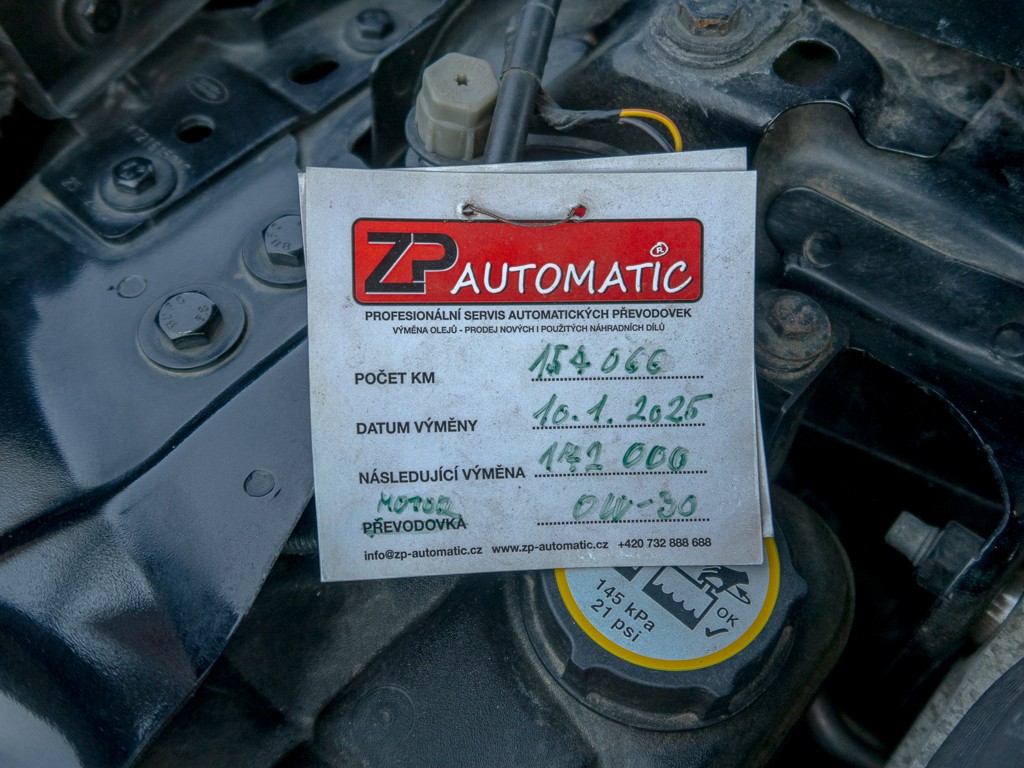 ZP AUTOMATIC ®
PROFESIONÁLNÍ SERVIS AUTOMATICKÝCH PŘEVODOVEK
VÝMĚNA OLEJŮ - PRODEJ NOVÝCH I POUŽITÝCH NÁHRADNÍCH DÍLŮ
POČET KM 154 066
DATUM VÝMĚNY 10.1.2025
NÁSLEDUJÍCÍ VÝMĚNA 172 000
MOTOR
PŘEVODOVKA 0W-30
info@zp-automatic.cz www.zp-automatic.cz +420 732 888 688
145 kPa
21 psi
OK